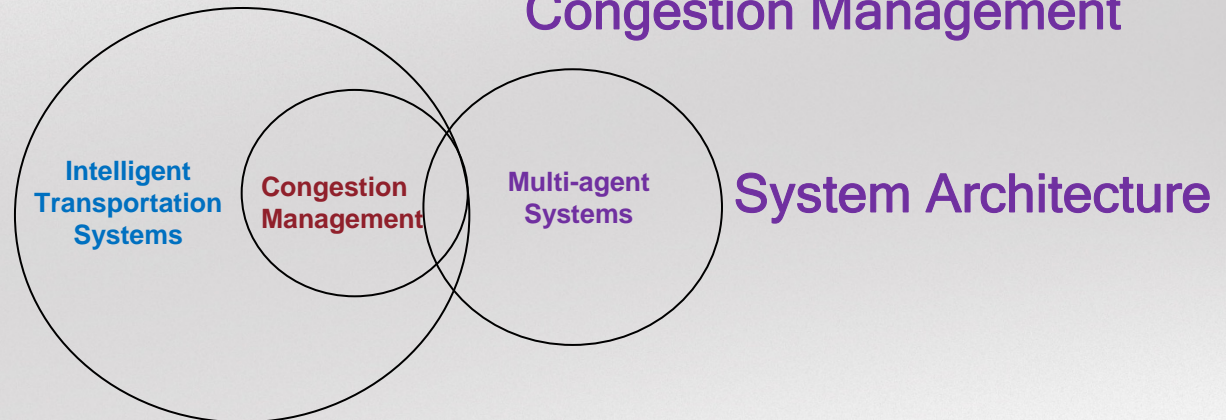 Congestion Management
Intelligent
Transportation
Systems
Congestion
Management
Multi-agent
Systems
System Architecture